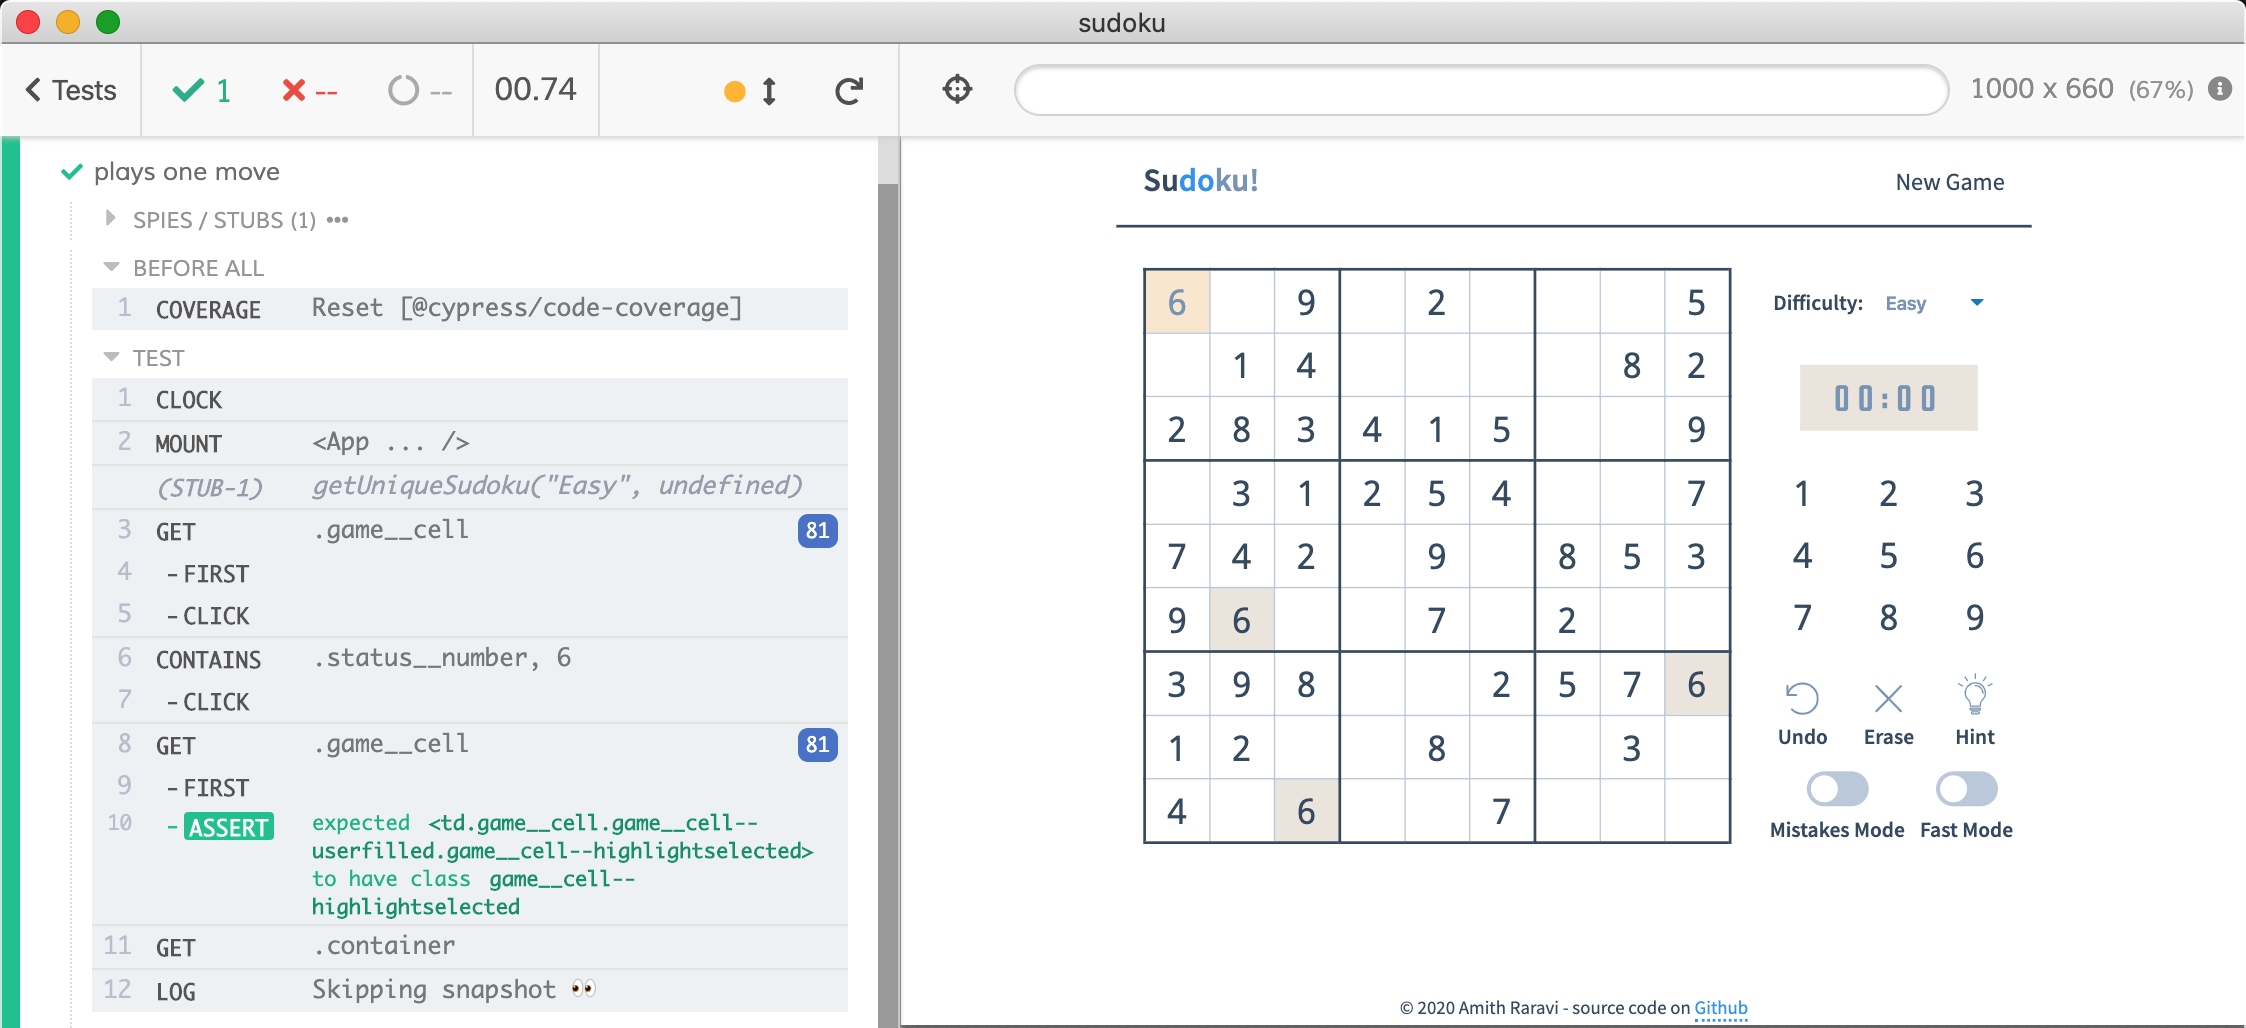 sudoku
Tests
1
--
--
00.74
1000 x 660 (67%)
plays one move
SPIES / STUBS (1) •••
BEFORE ALL
1 COVERAGE Reset [@cypress/code-coverage]
TEST
1 CLOCK
2 MOUNT <App ... />
(STUB-1) getUniqueSudoku("Easy", undefined)
3 GET .game__cell 81
4 -FIRST
5 -CLICK
6 CONTAINS .status__number, 6
7 -CLICK
8 GET .game__cell 81
9 -FIRST
10 -ASSERT expected <td.game__cell.game__cell--
userfilled.game__cell--highlightselected>
to have class game__cell--
highlightselected
11 GET .container
12 LOG Skipping snapshot 👀
Sudoku!
New Game
6 9 2 5
1 4 8 2
2 8 3 4 1 5 9
3 1 2 5 4 7
7 4 2 9 8 5 3
9 6 7 2
3 9 8 2 5 7 6
1 2 8 3
4 6 7
Difficulty: Easy
00:00
1 2 3
4 5 6
7 8 9
Undo Erase Hint
Mistakes Mode Fast Mode
© 2020 Amith Raravi - source code on Github